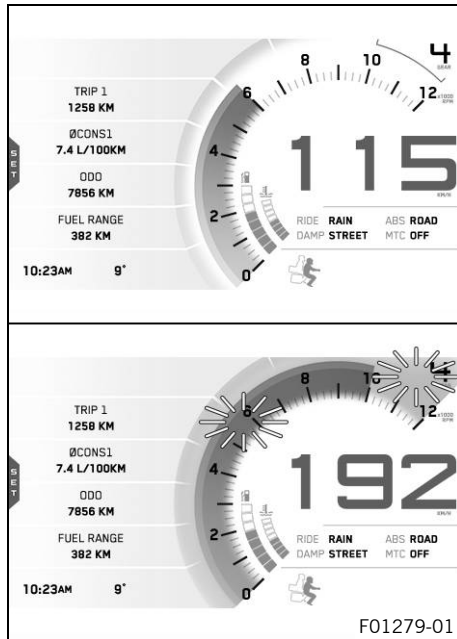 TRIP 1
1258 KM
ØCONS1
7.4 L/100KM
ODO
7856 KM
FUEL RANGE
382 KM
10:23AM 9°
SET
0 2 4 6 8 10 12
x1000
RPM
4
GEAR
115
KM/H
RIDE RAIN ABS ROAD
DAMP STREET MTC OFF
TRIP 1
1258 KM
ØCONS1
7.4 L/100KM
ODO
7856 KM
FUEL RANGE
382 KM
10:23AM 9°
SET
0 2 4 6 8 10 12
x1000
RPM
4
192
KM/H
RIDE RAIN ABS ROAD
DAMP STREET MTC OFF
F01279-01